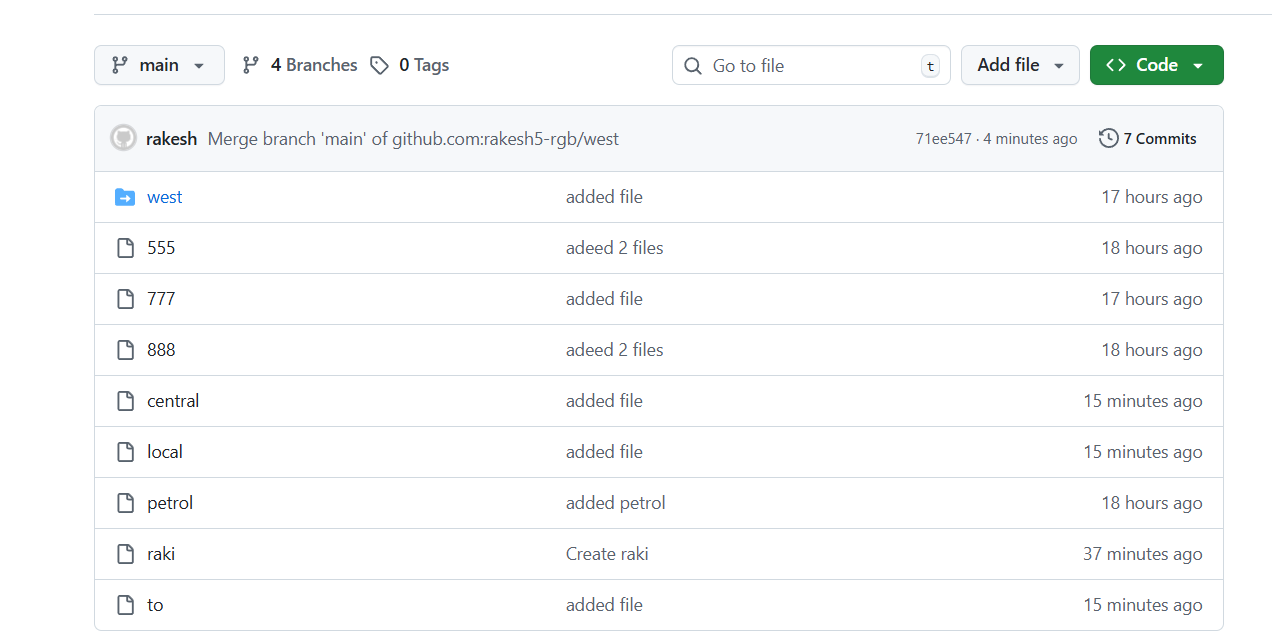 main 4 Branches 0 Tags Go to file t Add file Code
rakesh Merge branch 'main' of github.com:rakesh5-rgb/west 71ee547 · 4 minutes ago 7 Commits
west added file 17 hours ago
555 adeed 2 files 18 hours ago
777 added file 17 hours ago
888 adeed 2 files 18 hours ago
central added file 15 minutes ago
local added file 15 minutes ago
petrol added petrol 18 hours ago
raki Create raki 37 minutes ago
to added file 15 minutes ago